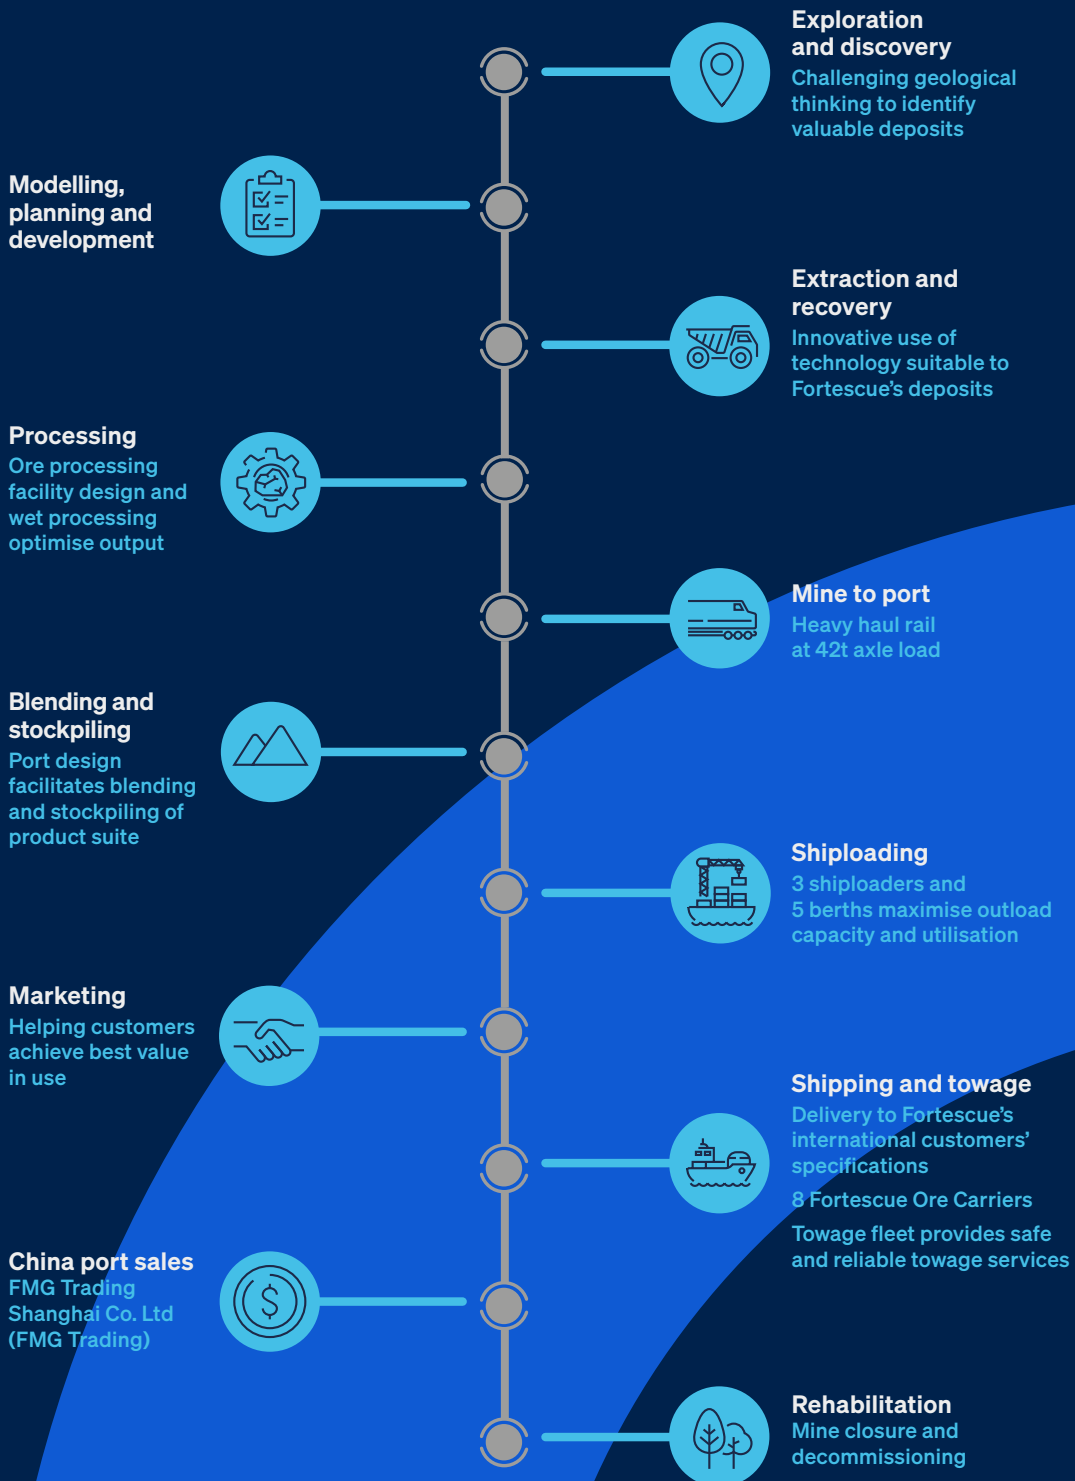 Exploration
and discovery
Challenging geological
thinking to identify
valuable deposits
Modelling,
planning and
development
Extraction and
recovery
Innovative use of
technology suitable to
Fortescue’s deposits
Processing
Ore processing
facility design and
wet processing
optimise output
Mine to port
Heavy haul rail
at 42t axle load
Blending and
stockpiling
Port design
facilitates blending
and stockpiling of
product suite
Shiploading
3 shiploaders and
5 berths maximise outload
capacity and utilisation
Marketing
Helping customers
achieve best value
in use
Shipping and towage
Delivery to Fortescue’s
international customers’
specifications
8 Fortescue Ore Carriers
Towage fleet provides safe
and reliable towage services
China port sales
FMG Trading
Shanghai Co. Ltd
(FMG Trading)
$
Rehabilitation
Mine closure and
decommissioning